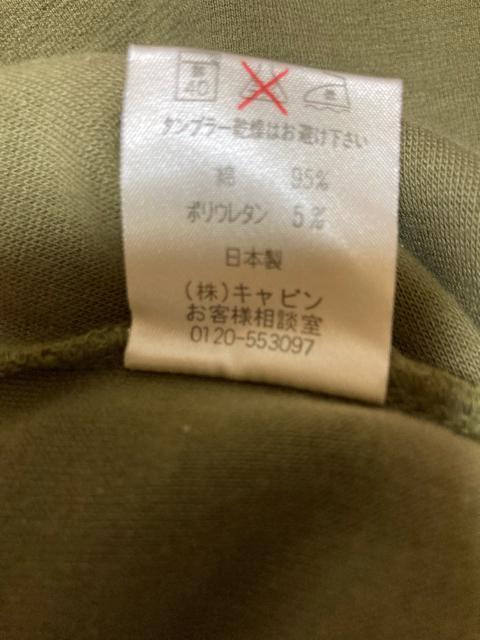 40
タンブラー乾燥はお避け下さい
綿 95%
ポリウレタン 5%
日本製
(株)キャビン
お客様相談室
0120-553097